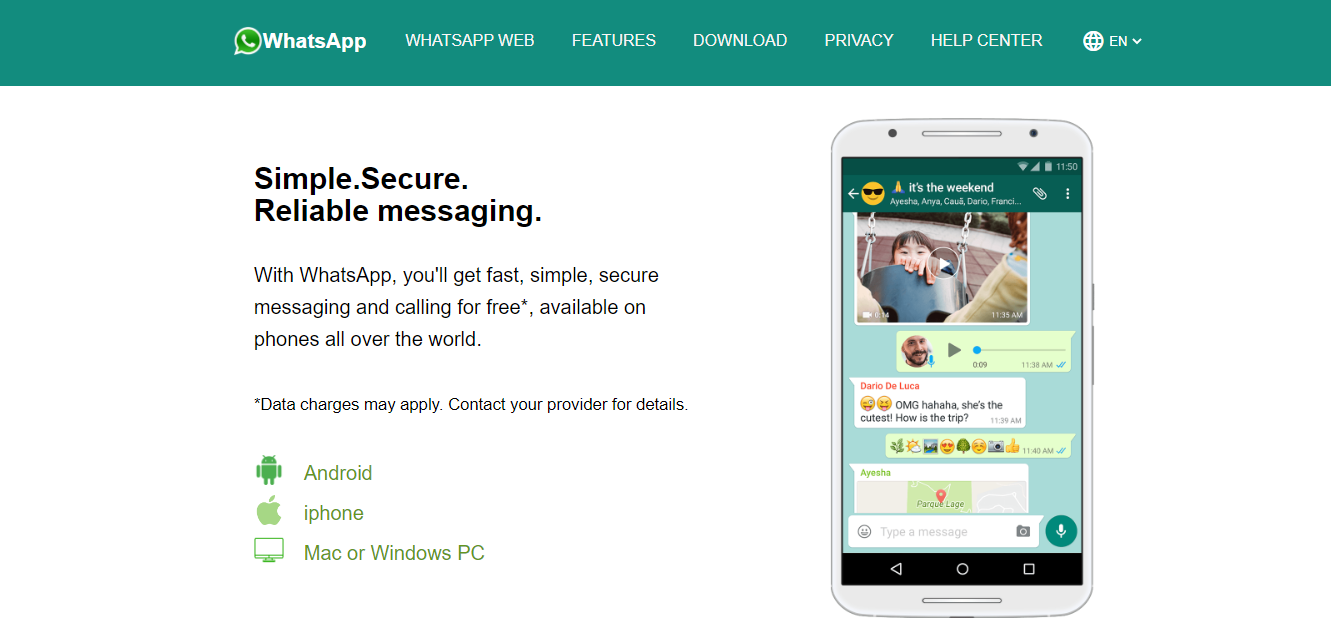 WhatsApp WHATSAPP WEB FEATURES DOWNLOAD PRIVACY HELP CENTER EN
Simple.Secure.
Reliable messaging.
With WhatsApp, you'll get fast, simple, secure
messaging and calling for free*, available on
phones all over the world.
*Data charges may apply. Contact your provider for details.
Android
iphone
Mac or Windows PC
11:50
🙏 it's the weekend
Ayesha, Anya, Cauã, Dario, Franci...
0:14 11:35 AM
0:09 11:38 AM
Dario De Luca
😜😝 OMG hahaha, she's the
cutest! How is the trip?
11:39 AM
🌿🌤🏞😍🌳☺️📷👍 11:40 AM
Ayesha
Parque Lage
Type a message